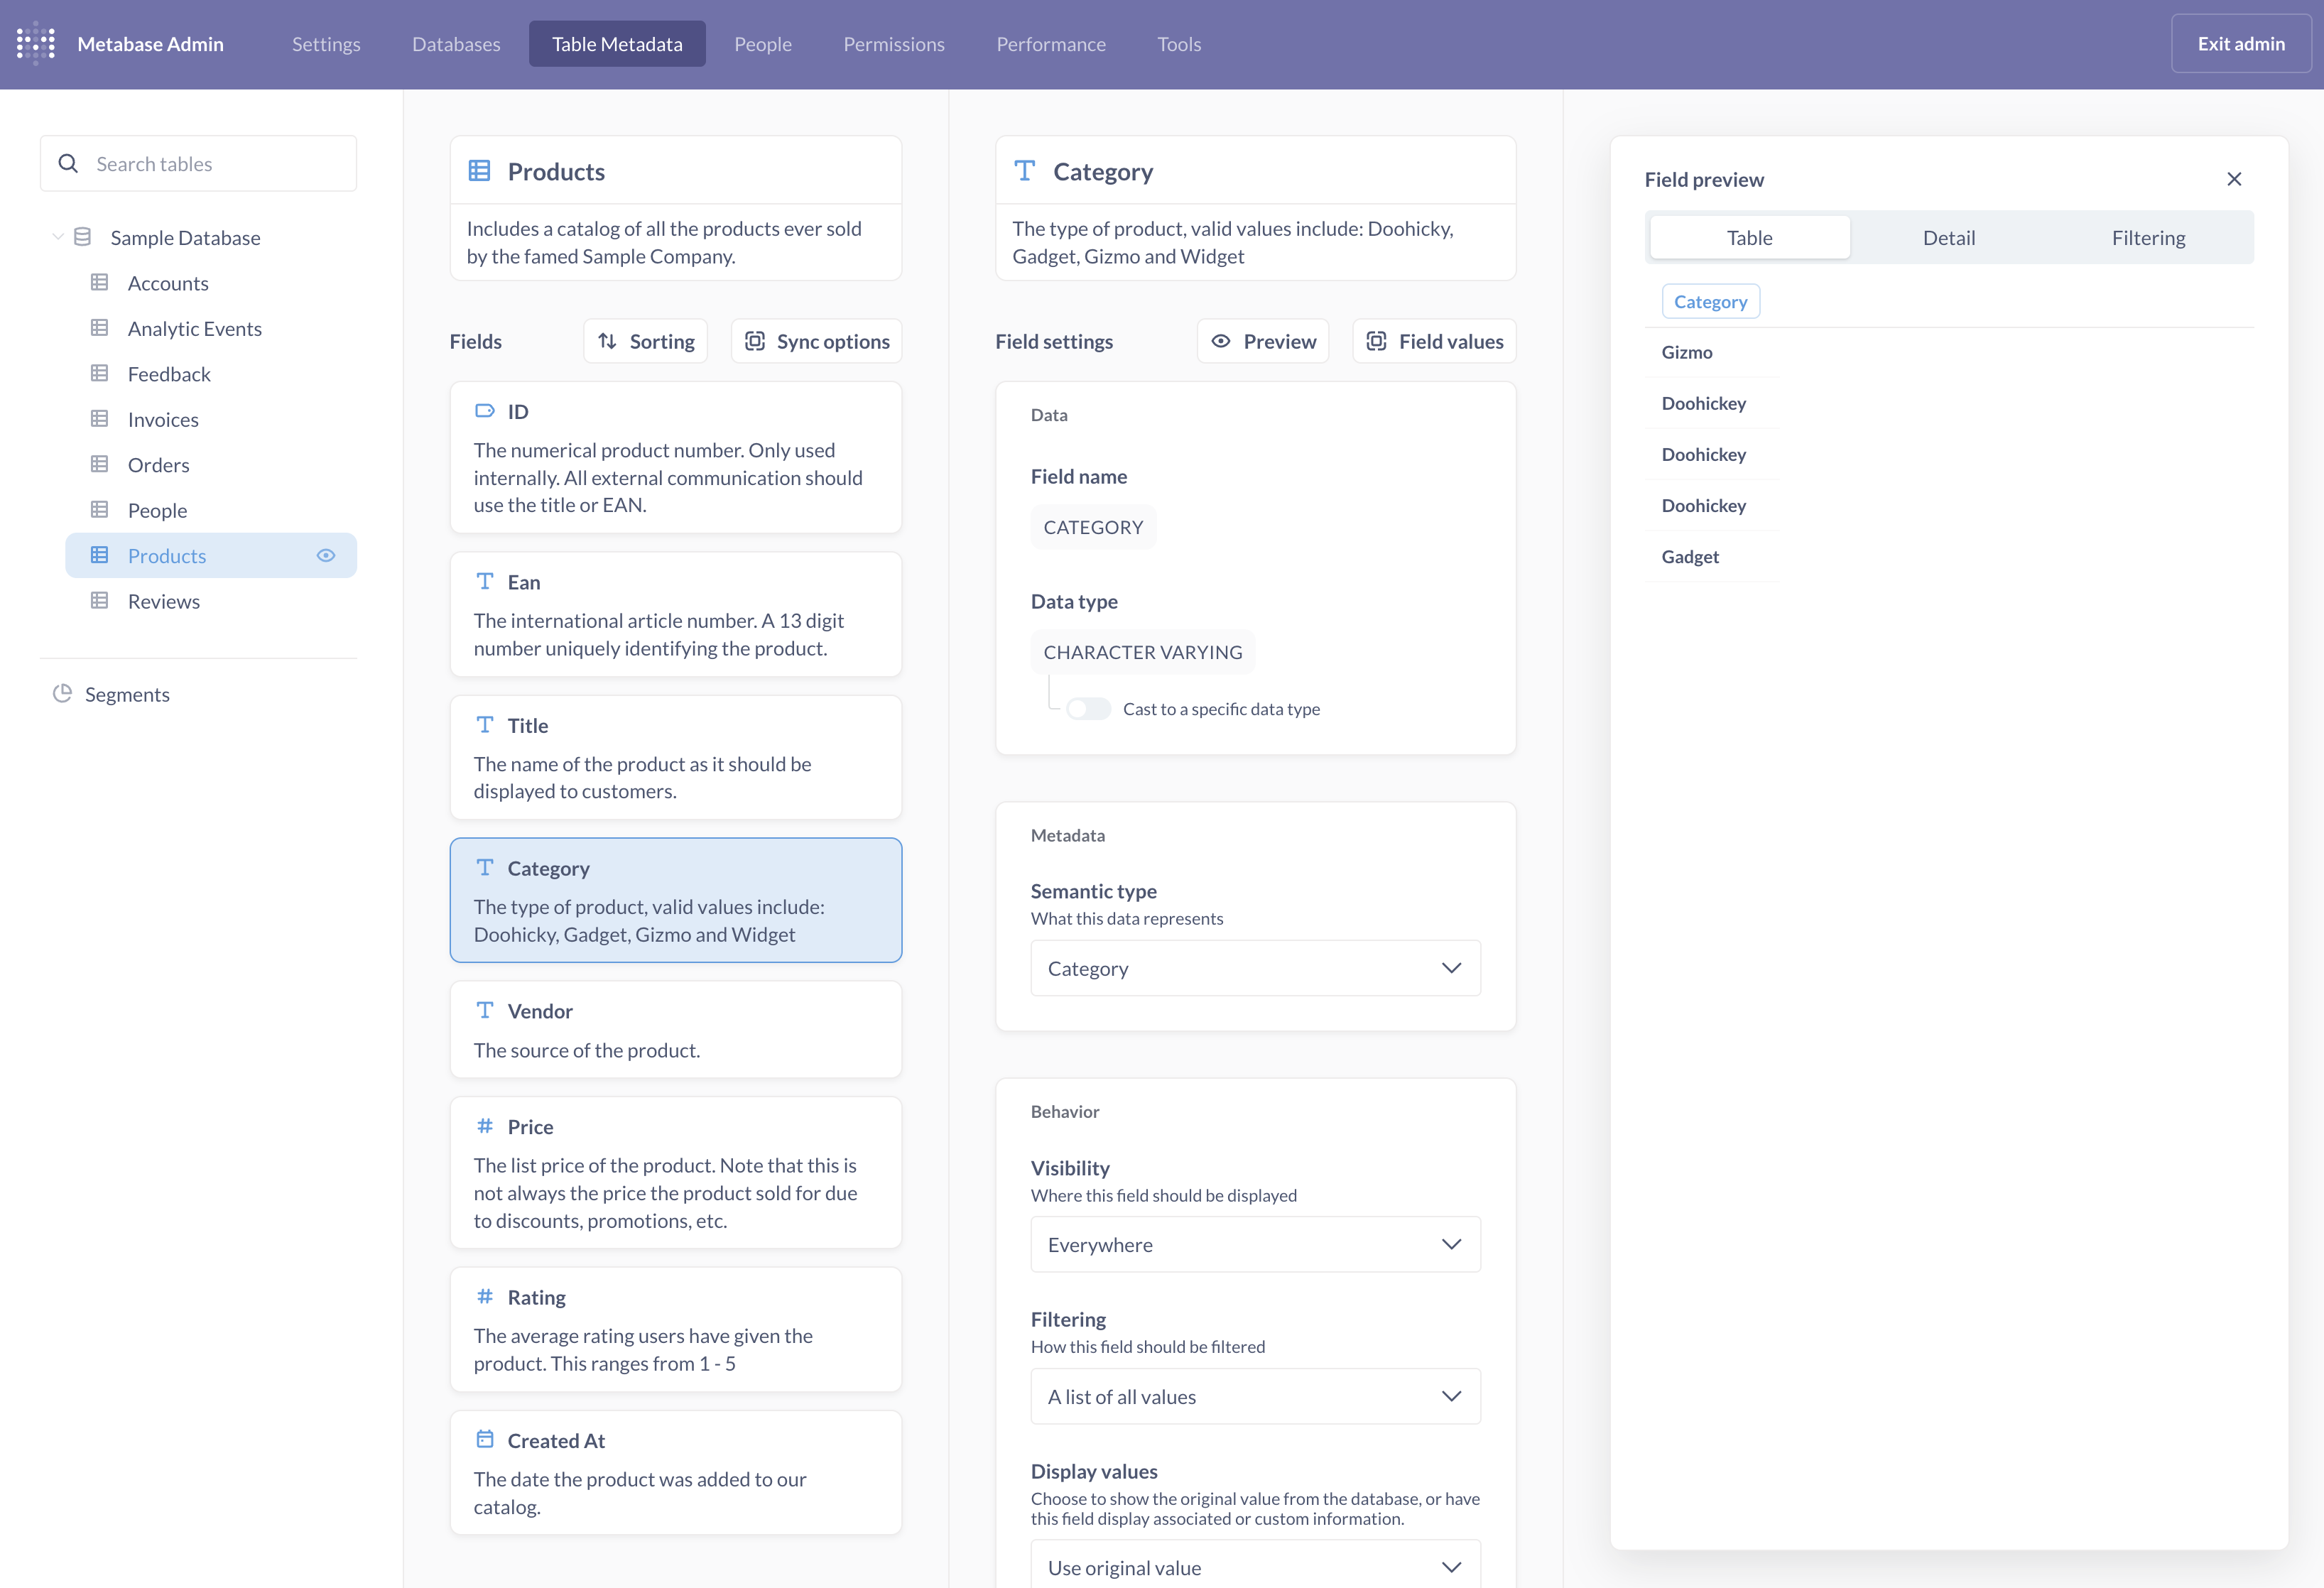 Metabase Admin
Settings
Databases
Table Metadata
People
Permissions
Performance
Tools
Exit admin
Search tables
Sample Database
Accounts
Analytic Events
Feedback
Invoices
Orders
People
Products
Reviews
Segments
Products
Includes a catalog of all the products ever sold
by the famed Sample Company.
Fields
Sorting
Sync options
ID
The numerical product number. Only used
internally. All external communication should
use the title or EAN.
Ean
The international article number. A 13 digit
number uniquely identifying the product.
Title
The name of the product as it should be
displayed to customers.
Category
The type of product, valid values include:
Doohicky, Gadget, Gizmo and Widget
Vendor
The source of the product.
Price
The list price of the product. Note that this is
not always the price the product sold for due
to discounts, promotions, etc.
Rating
The average rating users have given the
product. This ranges from 1 - 5
Created At
The date the product was added to our
catalog.
Category
The type of product, valid values include: Doohicky,
Gadget, Gizmo and Widget
Field settings
Preview
Field values
Data
Field name
CATEGORY
Data type
CHARACTER VARYING
Cast to a specific data type
Metadata
Semantic type
What this data represents
Category
Behavior
Visibility
Where this field should be displayed
Everywhere
Filtering
How this field should be filtered
A list of all values
Display values
Choose to show the original value from the database, or have
this field display associated or custom information.
Use original value
Field preview
Table
Detail
Filtering
Category
Gizmo
Doohickey
Doohickey
Doohickey
Gadget